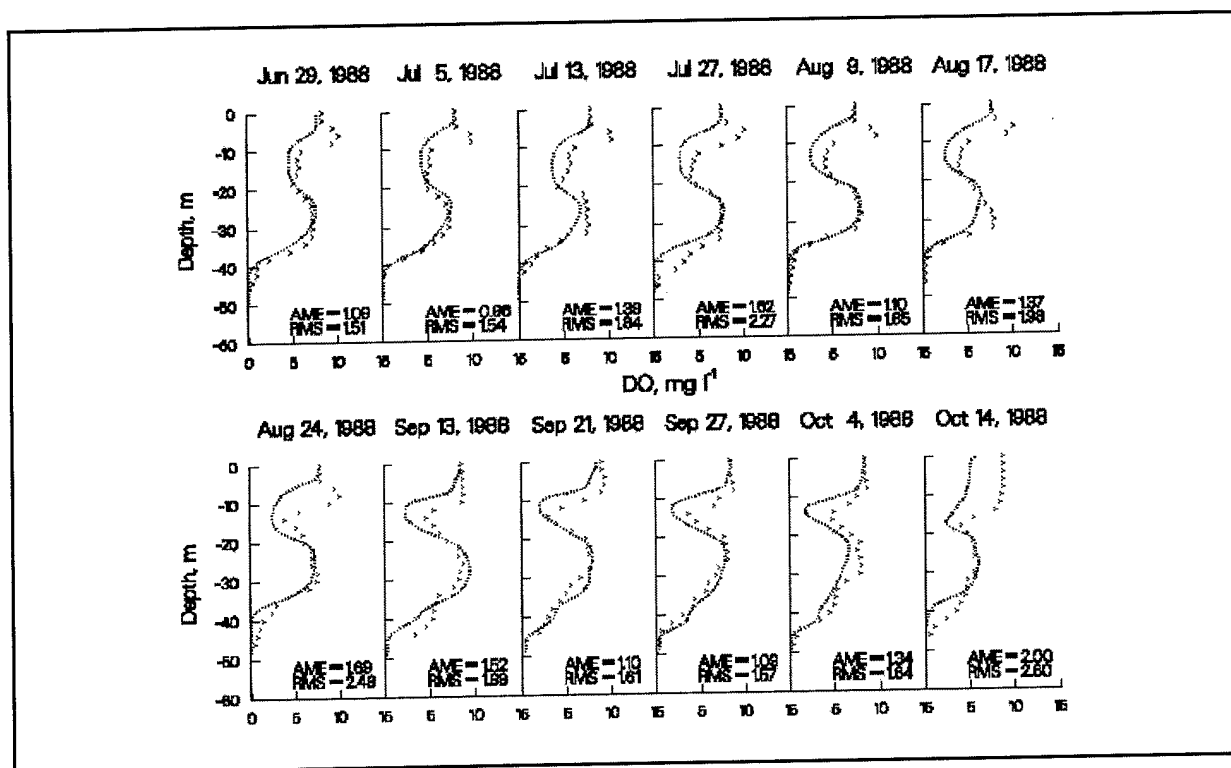 Jun 29, 1988 Jul 5, 1988 Jul 13, 1988 Jul 27, 1988 Aug 9, 1988 Aug 17, 1988
0
-10
-20
-30
-40
-50
-60
Depth, m
AME = 1.09 AME = 0.96 AME = 1.39 AME = 1.62 AME = 1.10 AME = 1.37
RMS = 1.51 RMS = 1.54 RMS = 1.84 RMS = 2.27 RMS = 1.65 RMS = 1.98
0 5 10 15 5 10 15 5 10 15 5 10 15 5 10 15 5 10 15
DO, mg l⁻¹
Aug 24, 1988 Sep 13, 1988 Sep 21, 1988 Sep 27, 1988 Oct 4, 1988 Oct 14, 1988
0
-10
-20
-30
-40
-50
-60
Depth, m
AME = 1.69 AME = 1.52 AME = 1.10 AME = 1.09 AME = 1.34 AME = 2.00
RMS = 2.49 RMS = 1.99 RMS = 1.61 RMS = 1.57 RMS = 1.64 RMS = 2.60
0 5 10 15 5 10 15 5 10 15 5 10 15 5 10 15 5 10 15